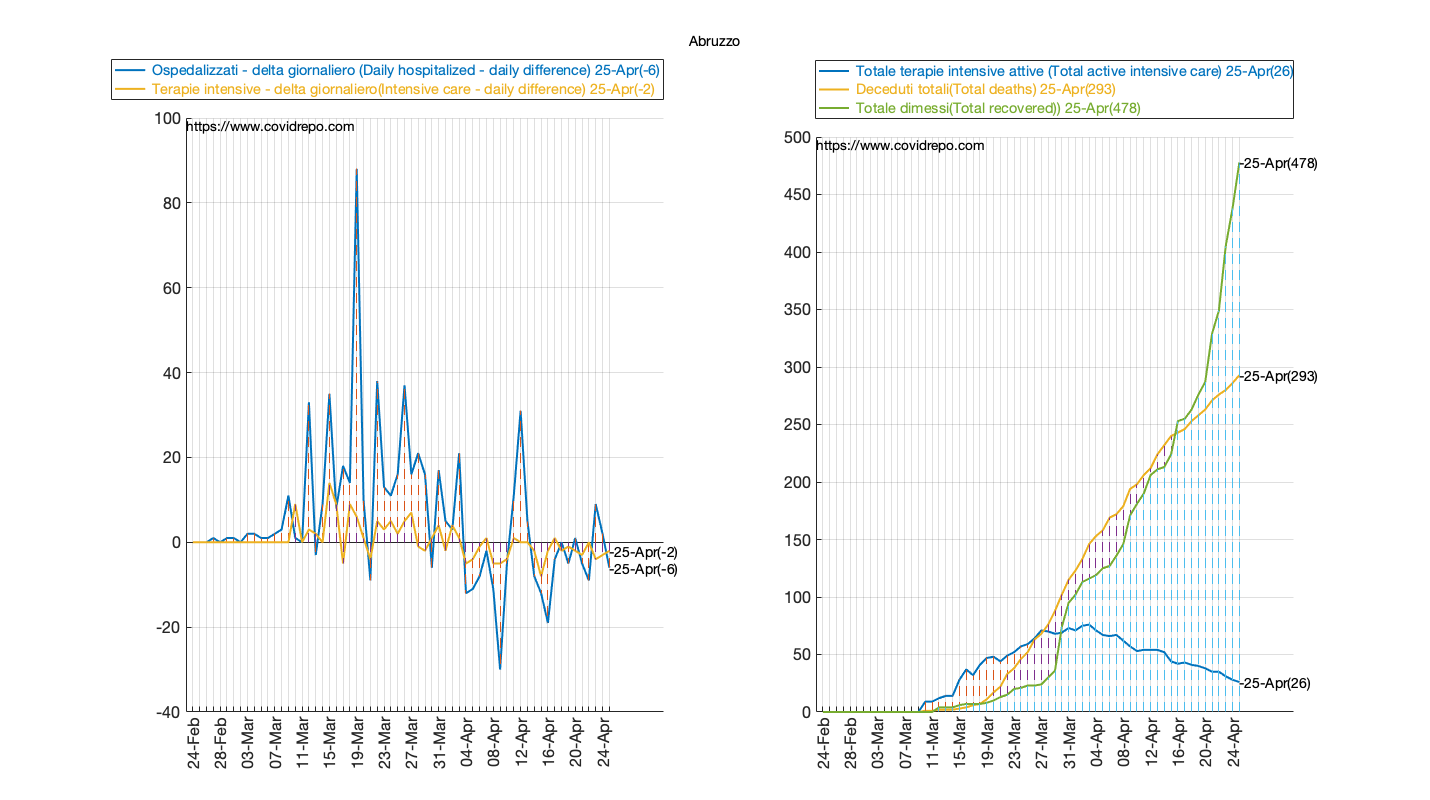 Abruzzo
Ospedalizzati - delta giornaliero (Daily hospitalized - daily difference) 25-Apr(-6)
Terapie intensive - delta giornaliero(Intensive care - daily difference) 25-Apr(-2)
https://www.covidrepo.com
100
80
60
40
20
0
-20
-40
-25-Apr(-2)
-25-Apr(-6)
24-Feb
28-Feb
03-Mar
07-Mar
11-Mar
15-Mar
19-Mar
23-Mar
27-Mar
31-Mar
04-Apr
08-Apr
12-Apr
16-Apr
20-Apr
24-Apr
Totale terapie intensive attive (Total active intensive care) 25-Apr(26)
Deceduti totali(Total deaths) 25-Apr(293)
Totale dimessi(Total recovered)) 25-Apr(478)
https://www.covidrepo.com
500
450
400
350
300
250
200
150
100
50
0
-25-Apr(478)
-25-Apr(293)
-25-Apr(26)
24-Feb
28-Feb
03-Mar
07-Mar
11-Mar
15-Mar
19-Mar
23-Mar
27-Mar
31-Mar
04-Apr
08-Apr
12-Apr
16-Apr
20-Apr
24-Apr